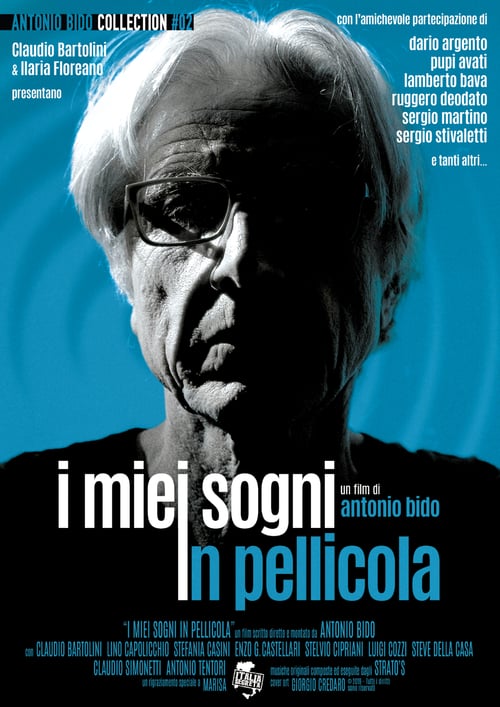 ANTONIO BIDO COLLECTION #02
Claudio Bartolini
& Ilaria Floreano
presentano
con l'amichevole partecipazione di
dario argento
pupi avati
lamberto bava
ruggero deodato
sergio martino
sergio stivaletti
e tanti altri...
i miei sogni
in pellicola
un film di
antonio bido
"I MIEI SOGNI IN PELLICOLA" un film scritto diretto e montato da ANTONIO BIDO
con CLAUDIO BARTOLINI LINO CAPOLICCHIO STEFANIA CASINI ENZO G. CASTELLARI STELVIO CIPRIANI LUIGI COZZI STEVE DELLA CASA
CLAUDIO SIMONETTI ANTONIO TENTORI musiche originali composte ed eseguite dagli STRATO'S
un ringraziamento speciale a MARISA
ITALIA SEGRETA
cover art GIORGIO CREDARO